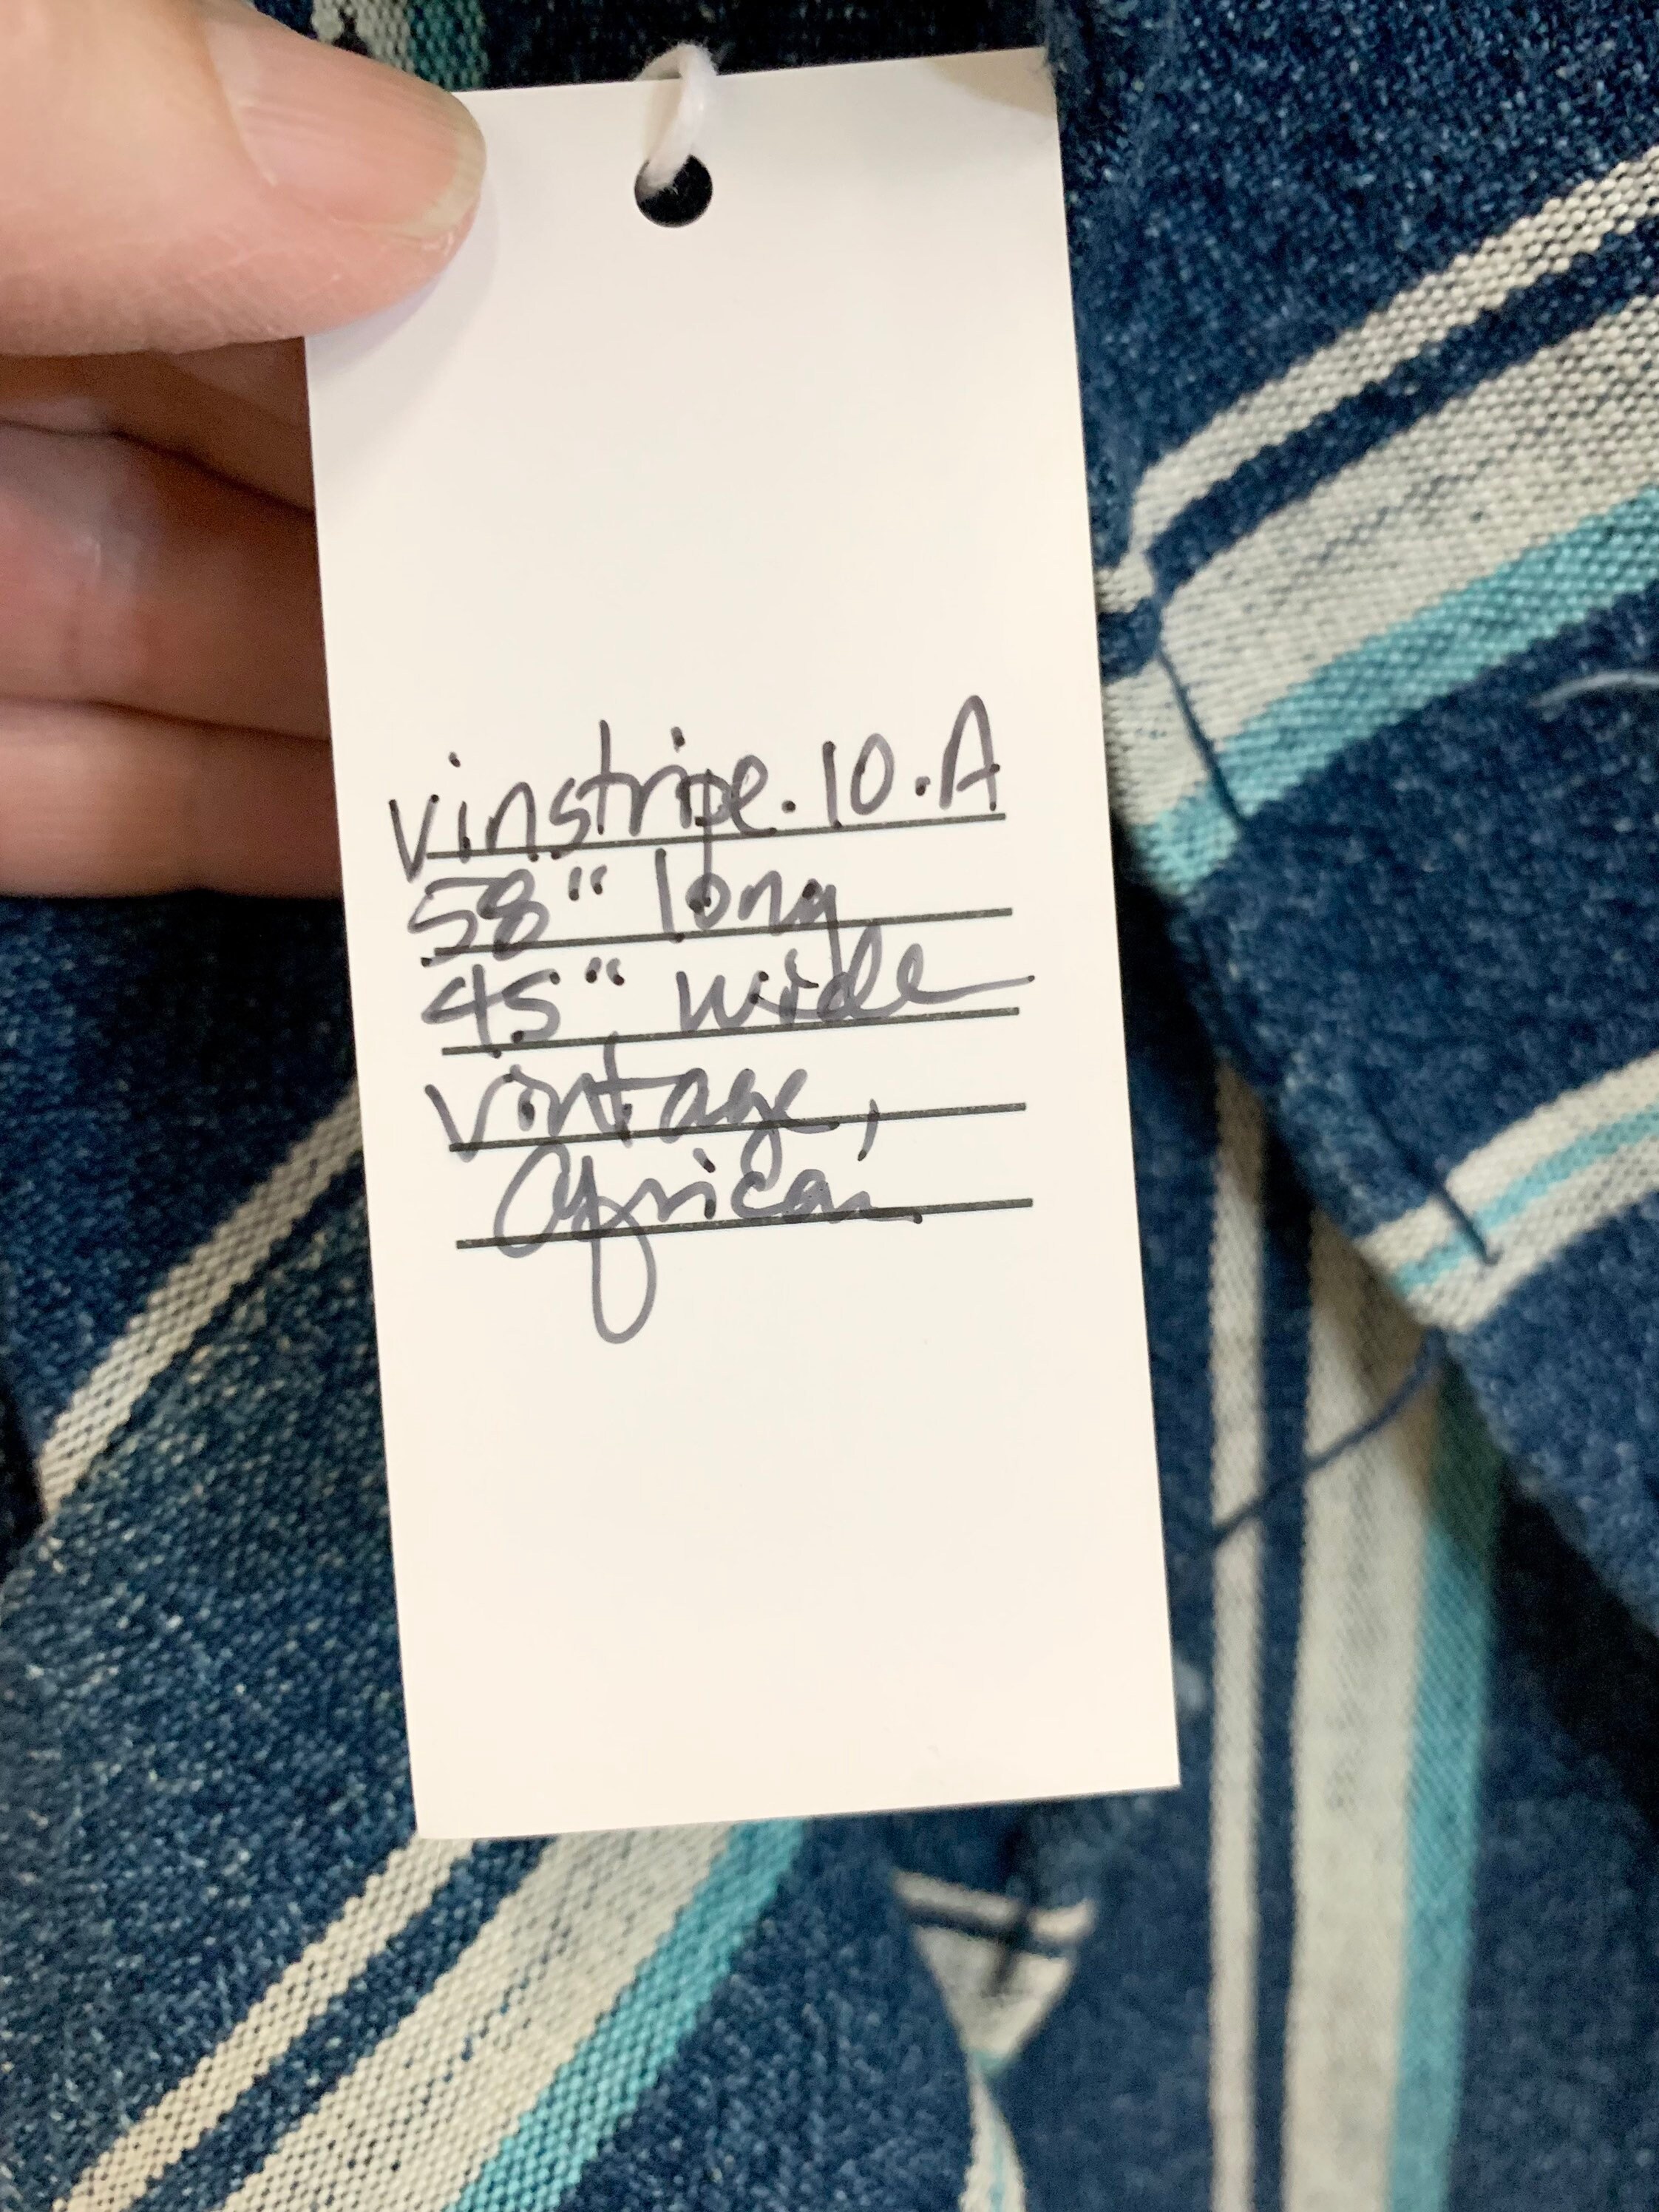 vinstripe.10.A
58" long
45" wide
vintage,
African